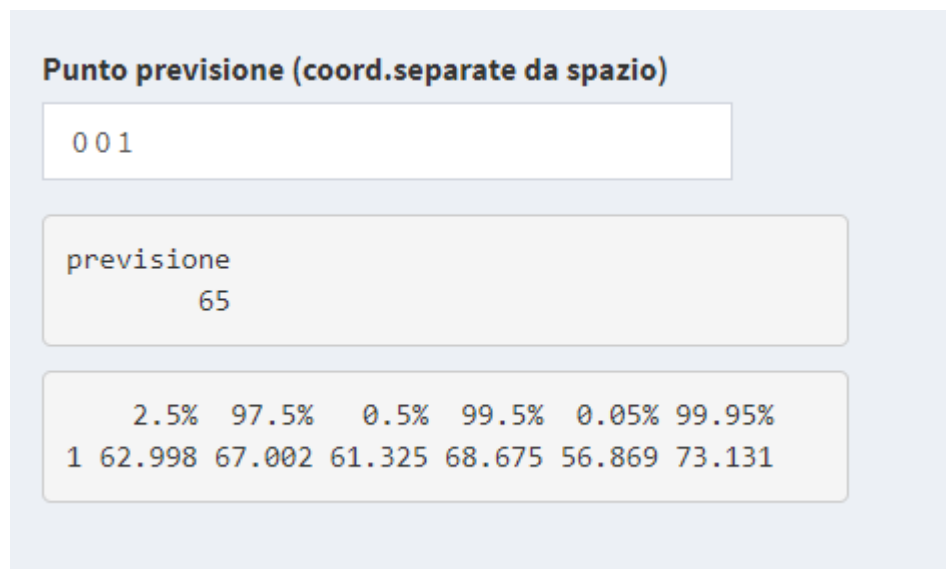 Punto previsione (coord.separate da spazio)
0 0 1
previsione
65
2.5% 97.5% 0.5% 99.5% 0.05% 99.95%
1 62.998 67.002 61.325 68.675 56.869 73.131